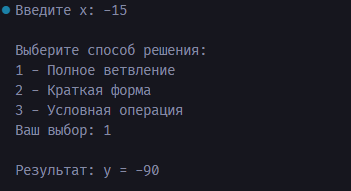 Введите x: -15
Выберите способ решения:
1 - Полное ветвление
2 - Краткая форма
3 - Условная операция
Ваш выбор: 1
Результат: y = -90